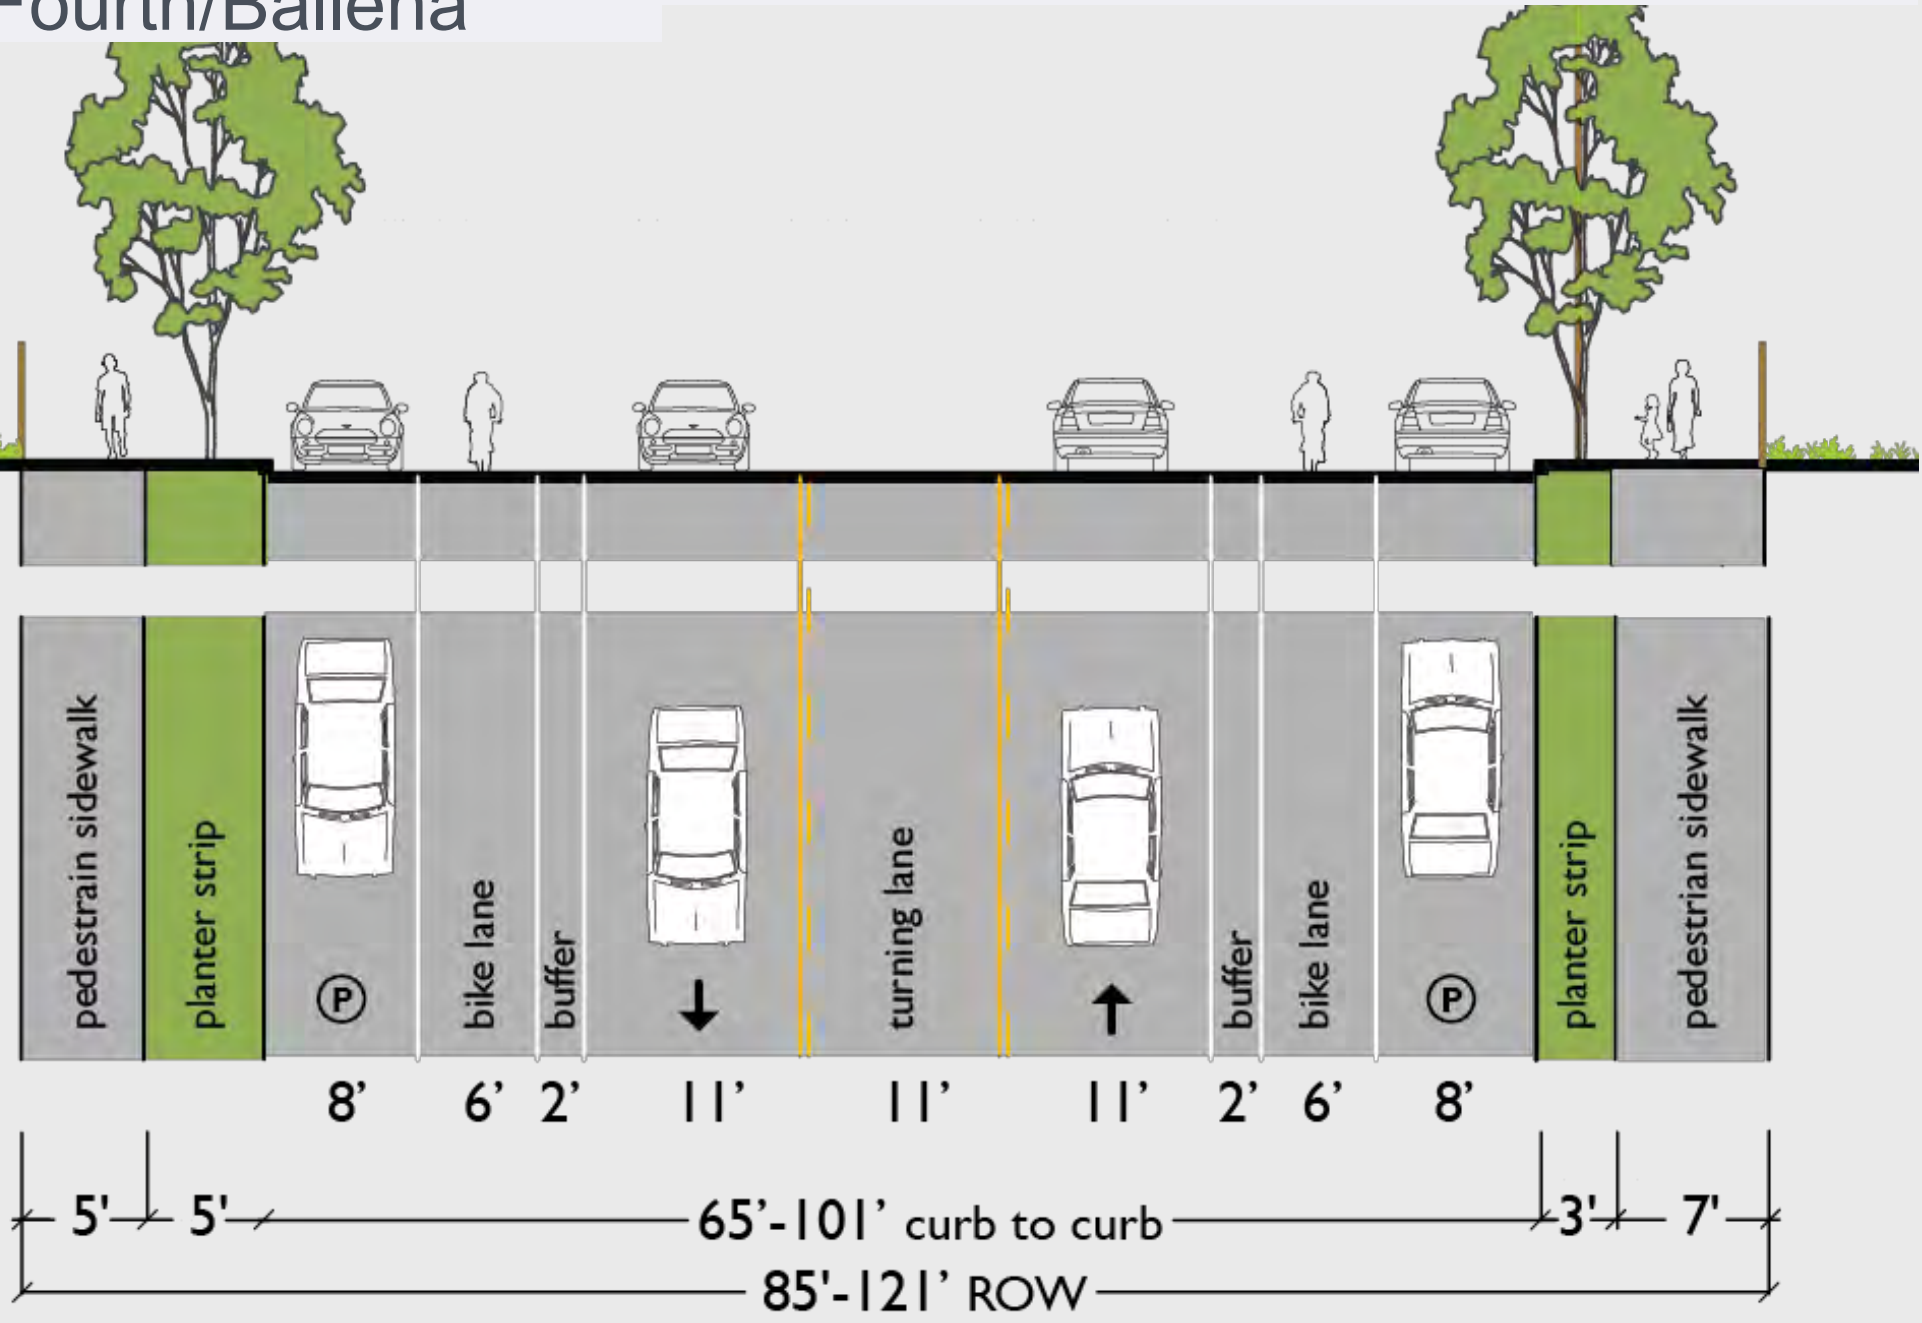 Fourth/Ballena
pedestrain sidewalk
planter strip
P
bike lane
buffer
turning lane
buffer
bike lane
P
planter strip
pedestrian sidewalk
8’ 6’ 2’ 11’ 11’ 11’ 2’ 6’ 8’
5' 5' 65’-101’ curb to curb 3' 7'
85'-121’ ROW